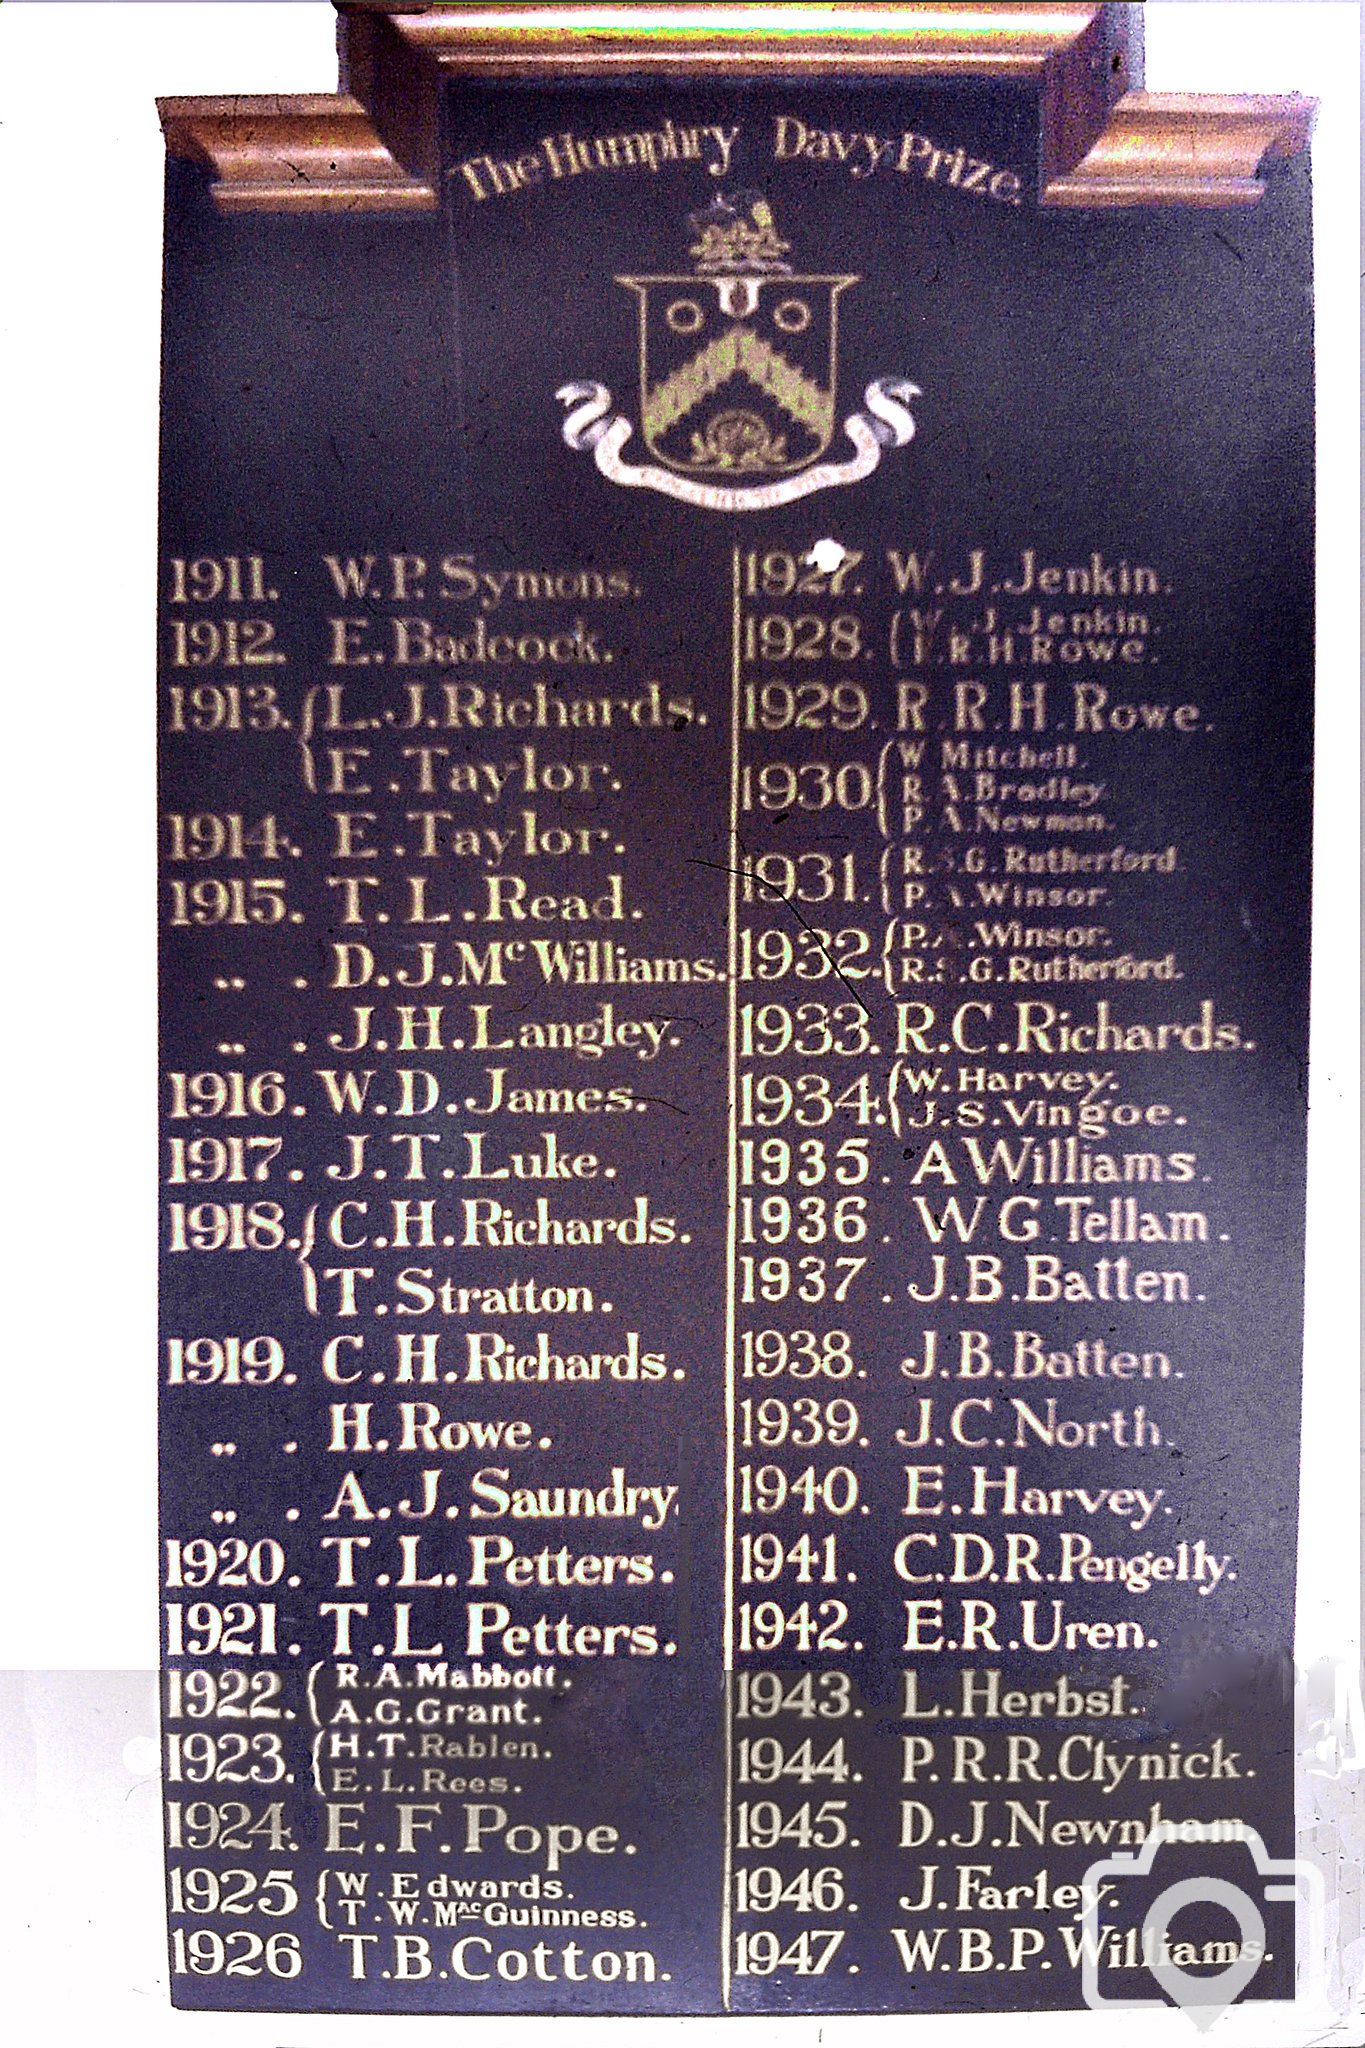 The Humphry Davy Prize.
1911. W. P. Symons.
1912. E. Badcock.
1913. L. J. Richards.
E. Taylor.
1914. E. Taylor.
1915. T. L. Read.
„ . D. J. Mc Williams.
„ . J. H. Langley.
1916. W. D. James.
1917. J. T. Luke.
1918. C. H. Richards.
T. Stratton.
1919. C. H. Richards.
„ . H. Rowe.
„ . A. J. Saundry.
1920. T. L. Petters.
1921. T. L Petters.
1922. R. A. Mabbott.
A. G. Grant.
1923. H. T. Rablen.
E. L. Rees.
1924. E. F. Pope.
1925 W. Edwards.
T. W. Mac Guinness.
1926 T. B. Cotton.
1927. W. J. Jenkin.
1928. W. J. Jenkin.
R. H. Rowe.
1929. R. R. H. Rowe.
1930. W Mitchell.
R. A. Bradley.
P. A. Newman.
1931. R. S. G. Rutherford.
P. A. Winsor.
1932. P. A. Winsor.
R. S. G. Rutherford.
1933. R. C. Richards.
1934. W. Harvey.
J. S. Vingoe.
1935 . A Williams.
1936 . W G Tellam.
1937 . J. B. Batten.
1938. J. B. Batten.
1939. J. C. North.
1940. E. Harvey.
1941. C. D. R. Pengelly.
1942. E. R. Uren.
1943. L. Herbst.
1944. P. R. R. Clynick.
1945. D. J. Newnham.
1946. J. Farley.
1947. W. B. P. Williams.